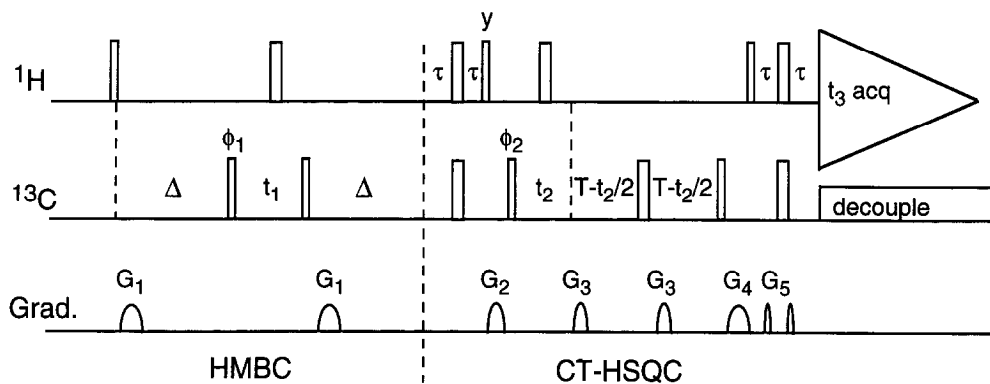 y
¹H τ τ τ τ t₃ acq
ϕ₁ ϕ₂
¹³C Δ t₁ Δ t₂ T-t₂/2 T-t₂/2 decouple
G₁ G₁ G₂ G₃ G₃ G₄ G₅
Grad.
HMBC CT-HSQC